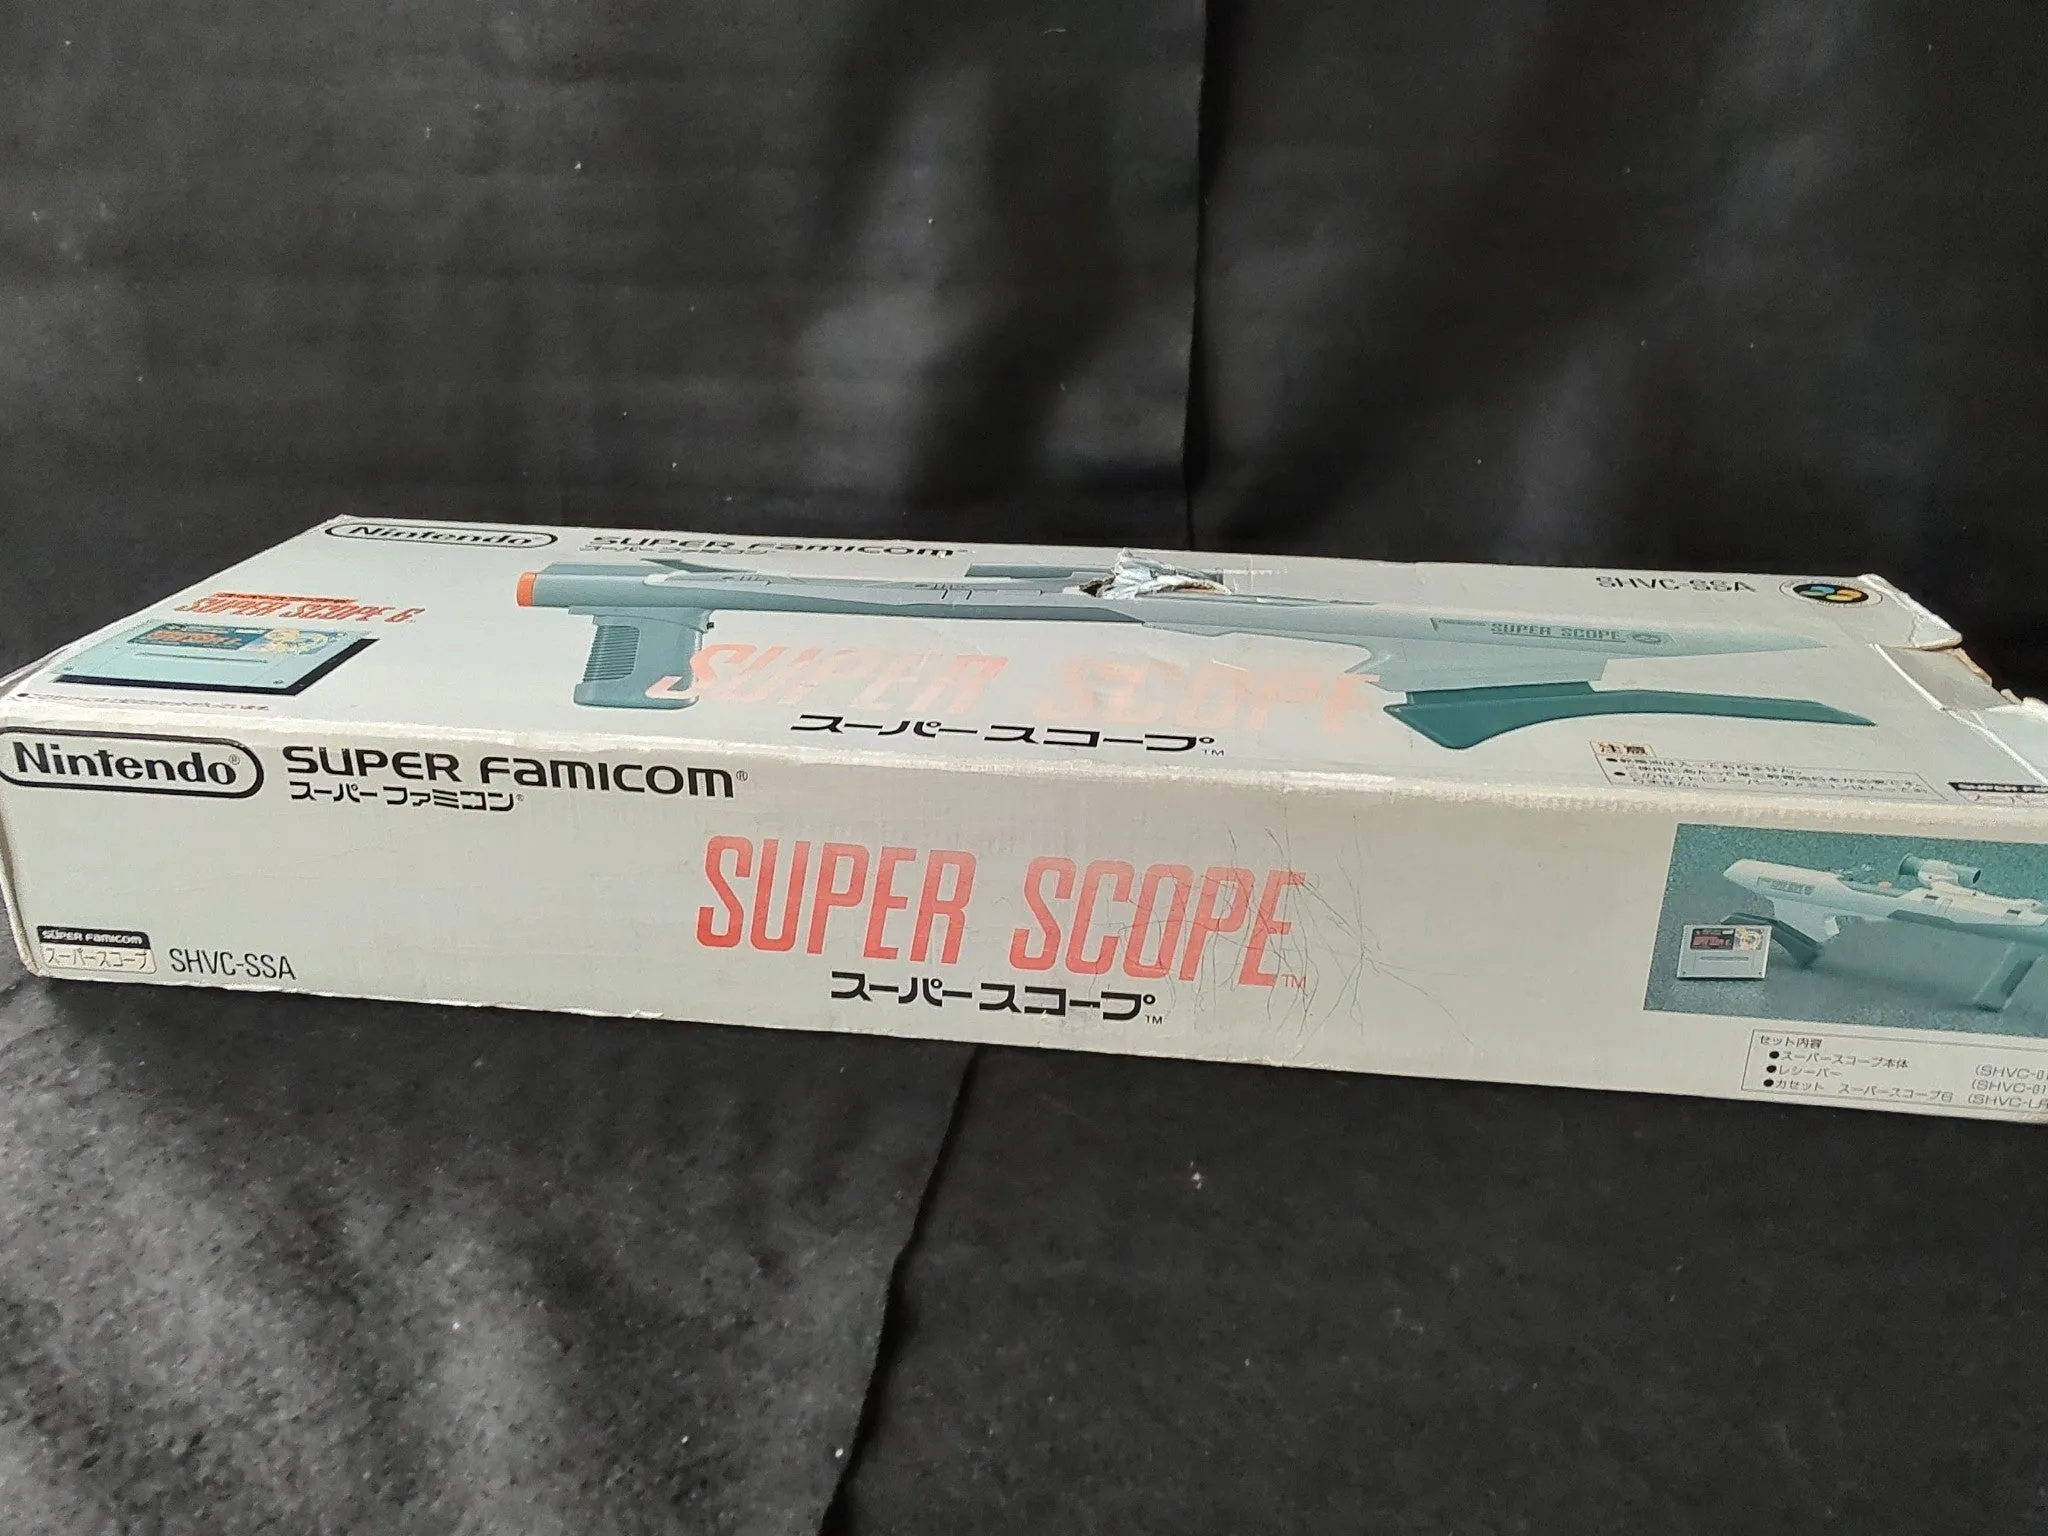 Nintendo
SUPER Famicom
スーパーファミコン
SHVC-SSA
SUPER SCOPE 6
SUPER SCOPE
SUPER SCOPE
スーパースコープ™
注意
Nintendo®
SUPER Famicom®
スーパーファミコン®
SUPER SCOPE™
スーパースコープ™
SUPER Famicom
スーパースコープ
SHVC-SSA
セット内容
●スーパースコープ本体
●レシーバー
●カセット スーパースコープ6